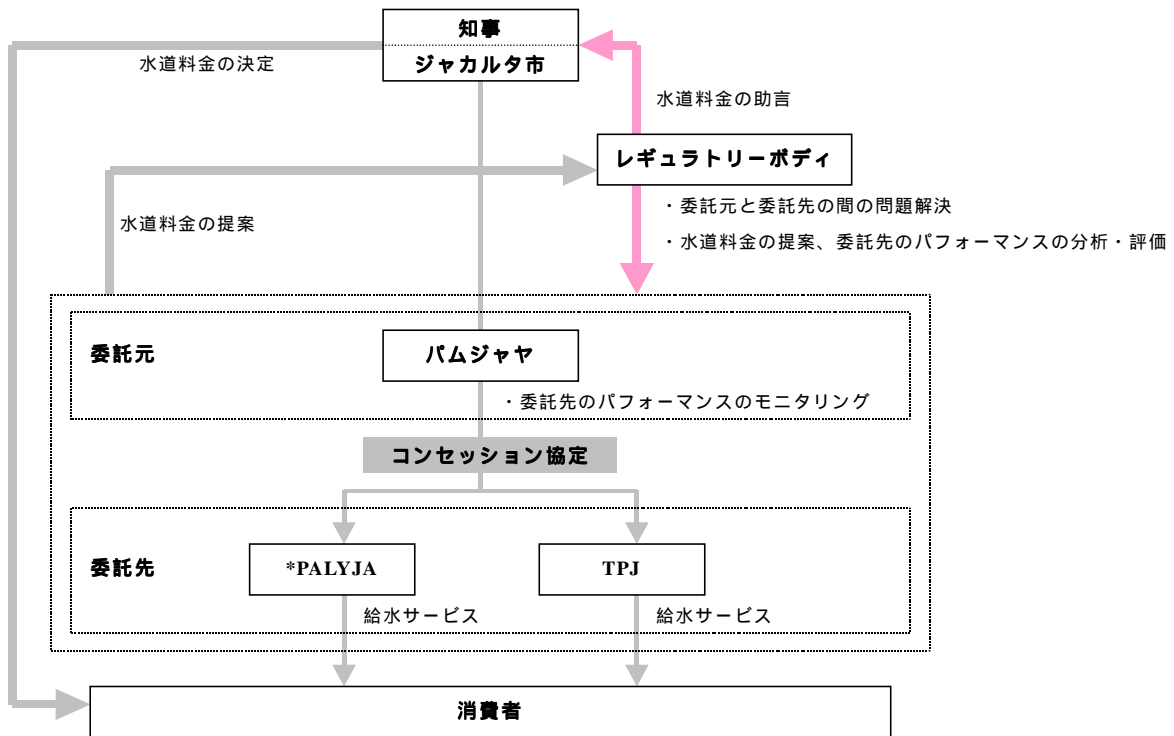 知事
ジャカルタ市
水道料金の決定
水道料金の助言
レギュラトリーボディ
・委託元と委託先の間の問題解決
・水道料金の提案、委託先のパフォーマンスの分析・評価
水道料金の提案
委託元
パムジャヤ
・委託先のパフォーマンスのモニタリング
コンセッション協定
委託先
*PALYJA
TPJ
給水サービス
給水サービス
消費者